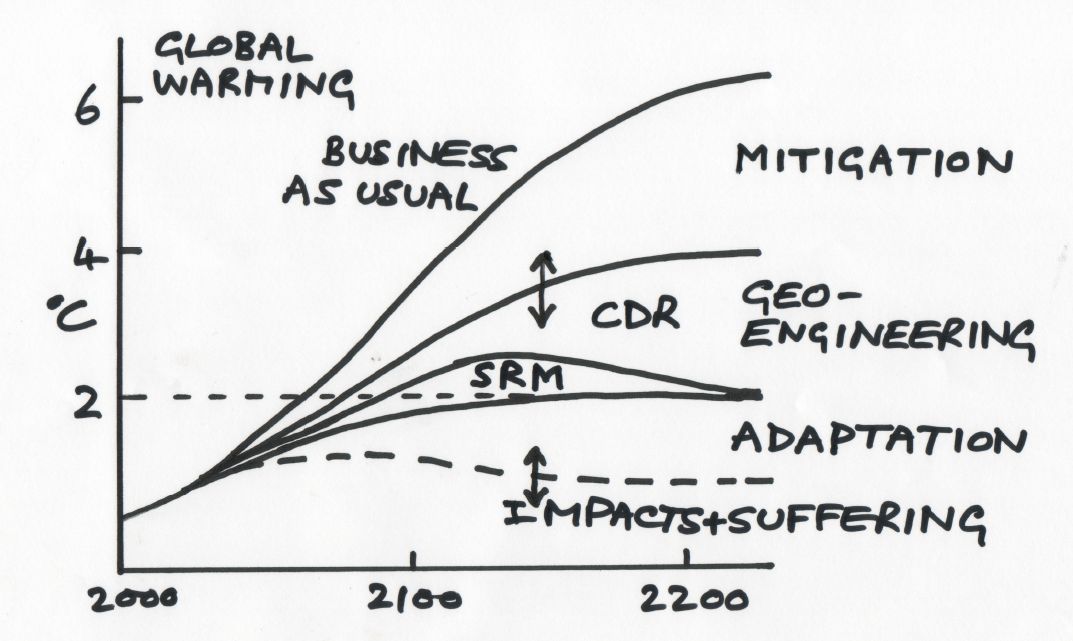 GLOBAL
WARMING
6
BUSINESS
AS USUAL
MITIGATION
4
°C
CDR
GEO-
ENGINEERING
SRM
2
ADAPTATION
IMPACTS+SUFFERING
2000 2100 2200